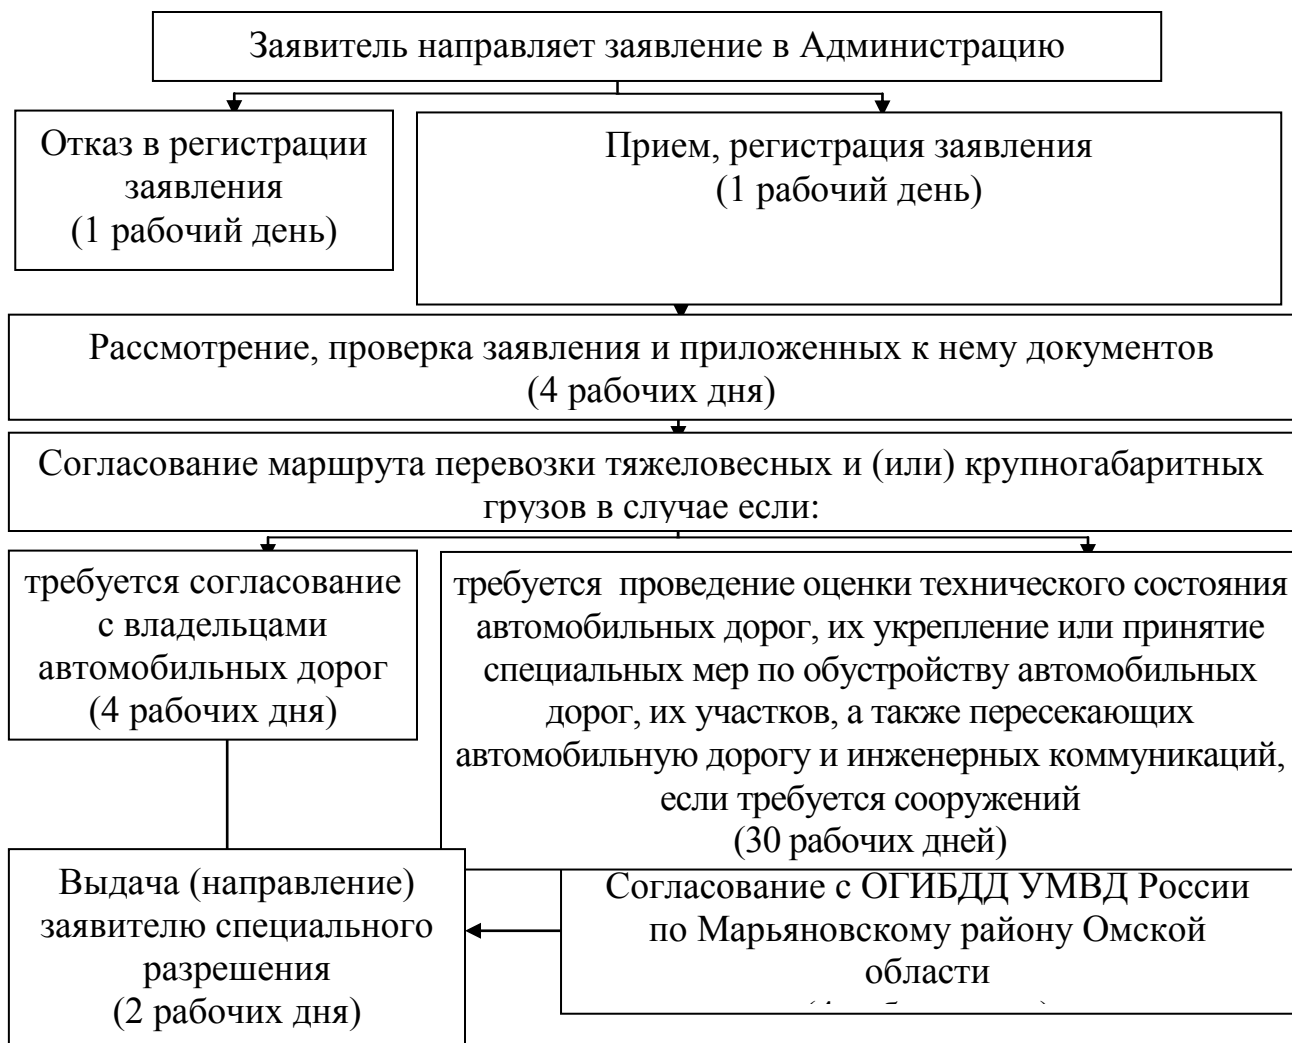 Заявитель направляет заявление в Администрацию
Отказ в регистрации
заявления
(1 рабочий день)
Прием, регистрация заявления
(1 рабочий день)
Рассмотрение, проверка заявления и приложенных к нему документов
(4 рабочих дня)
Согласование маршрута перевозки тяжеловесных и (или) крупногабаритных
грузов в случае если:
требуется согласование
с владельцами
автомобильных дорог
(4 рабочих дня)
требуется  проведение оценки технического состояния
автомобильных дорог, их укрепление или принятие
специальных мер по обустройству автомобильных
дорог, их участков, а также пересекающих
автомобильную дорогу и инженерных коммуникаций,
если требуется сооружений
(30 рабочих дней)
Выдача (направление)
заявителю специального
разрешения
(2 рабочих дня)
Согласование с ОГИБДД УМВД России
по Марьяновскому району Омской
области